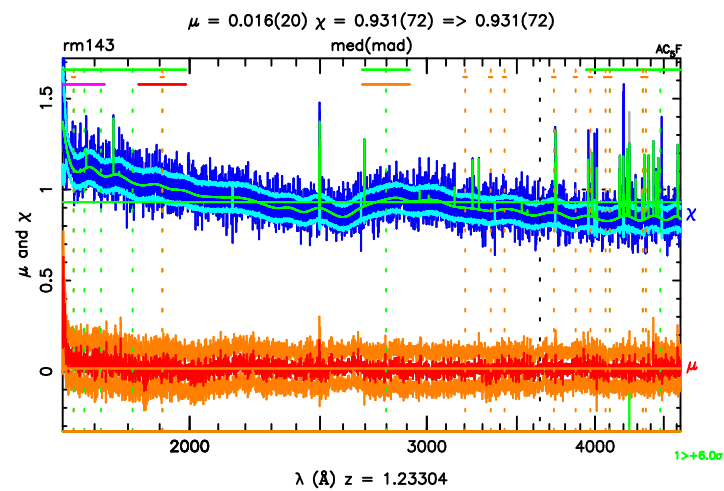 μ = 0.016(20) χ = 0.931(72) => 0.931(72)
rm143 med(mad) AC5F
1.5
1
0.5
0
μ and χ
χ
μ
2000 3000 4000
1>+6.0σ
λ (Å) z = 1.23304